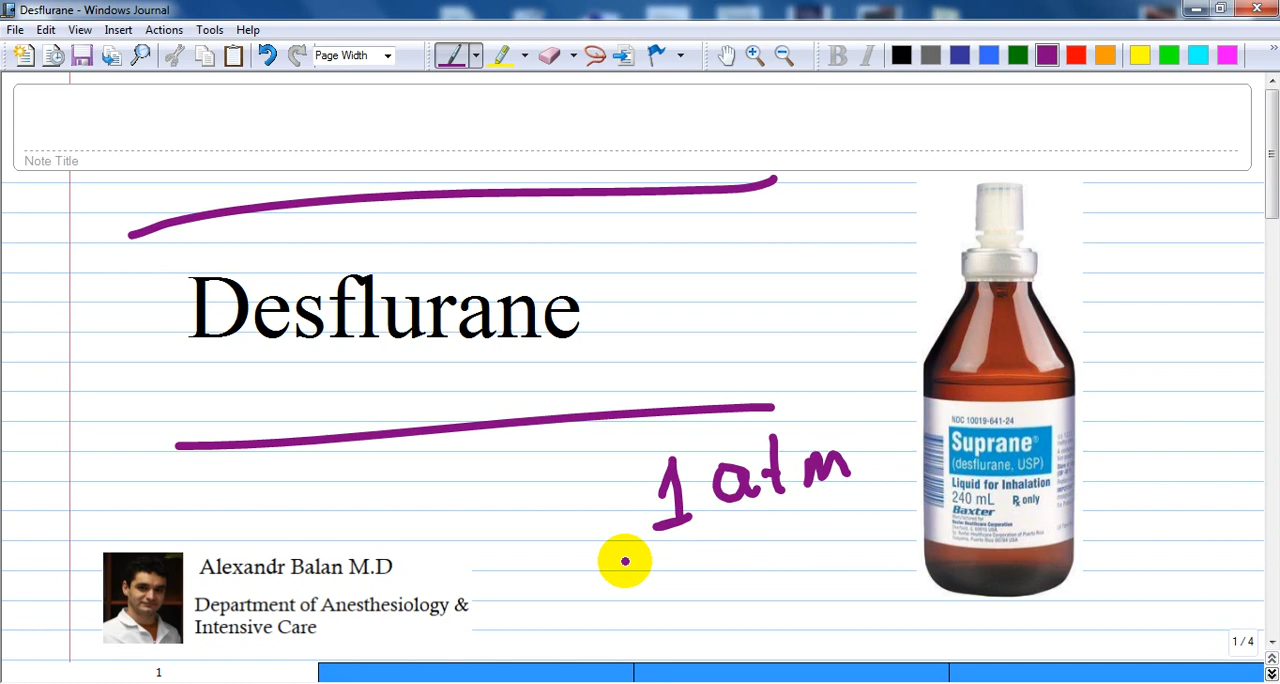 Desflurane - Windows Journal
File Edit View Insert Actions Tools Help
Page Width
B I
Note Title
Desflurane
1 atm
NDC 10019-641-24
Suprane®
(desflurane, USP)
Liquid for Inhalation
240 mL Rx only
Baxter
Alexandr Balan M.D
Department of Anesthesiology &
Intensive Care
1 / 4
1